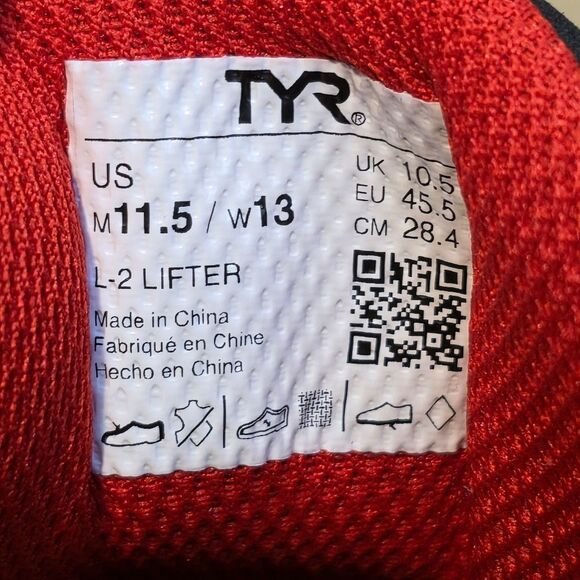 TYR®
US
M11.5 / W13
UK 10.5
EU 45.5
CM 28.4
L-2 LIFTER
Made in China
Fabriqué en Chine
Hecho en China